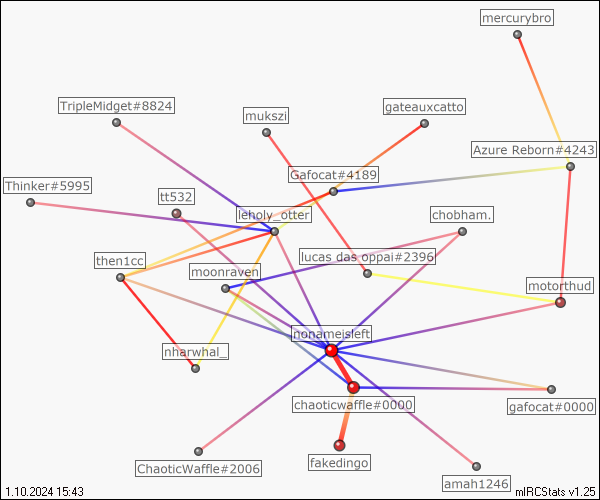 mercurybro
TripleMidget#8824
gateauxcatto
mukszi
Azure Reborn#4243
Gafocat#4189
Thinker#5995
tt532
leholy_otter
chobham.
lucas das oppai#2396
then1cc
moonraven
motorthud
nonameisleft
nharwhal_
chaoticwaffle#0000
gafocat#0000
fakedingo
ChaoticWaffle#2006
amah1246
1.10.2024 15:43
mIRCStats v1.25